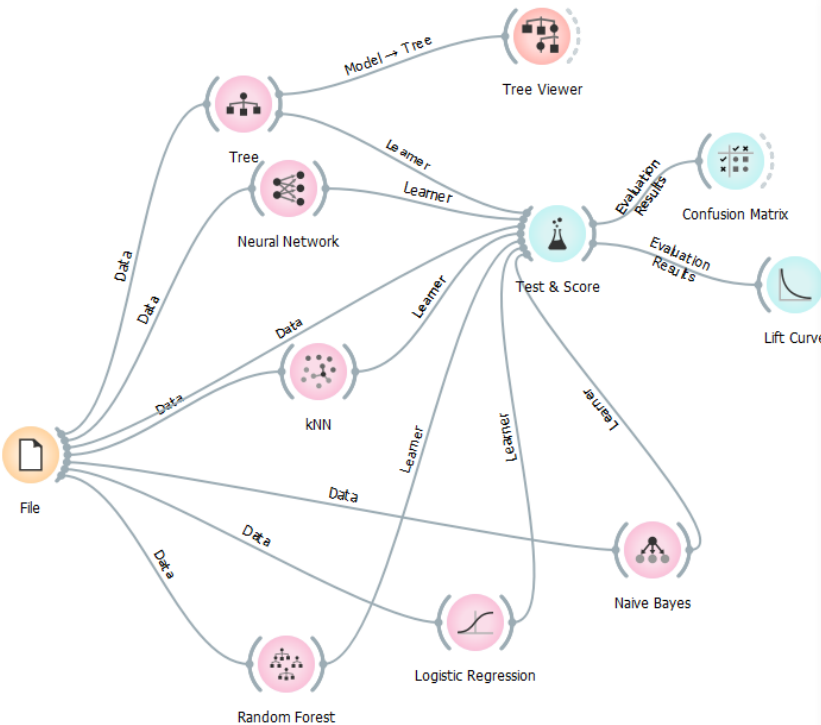 Model → Tree
Tree Viewer
Tree
Learner
Evaluation
Results
Confusion Matrix
Learner
Neural Network
Data
Data
Evaluation
Results
Test & Score
Learner
Data
Lift Curve
Data
kNN
Learner
Learner
Learner
File
Data
Data
Data
Naive Bayes
Logistic Regression
Random Forest